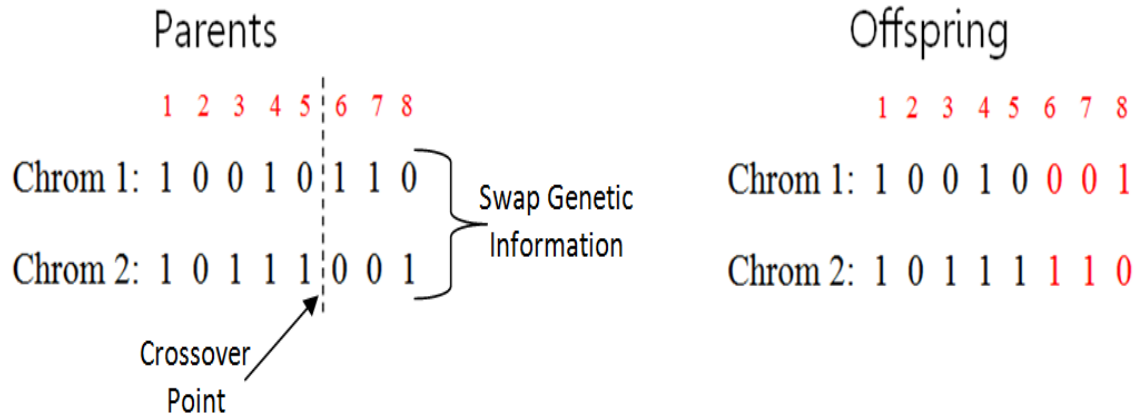 Parents
Offspring
1 2 3 4 5 6 7 8
1 2 3 4 5 6 7 8
Chrom 1: 1 0 0 1 0 1 1 0
Chrom 1: 1 0 0 1 0 0 0 1
Swap Genetic
Information
Chrom 2: 1 0 1 1 1 0 0 1
Chrom 2: 1 0 1 1 1 1 1 0
Crossover
Point